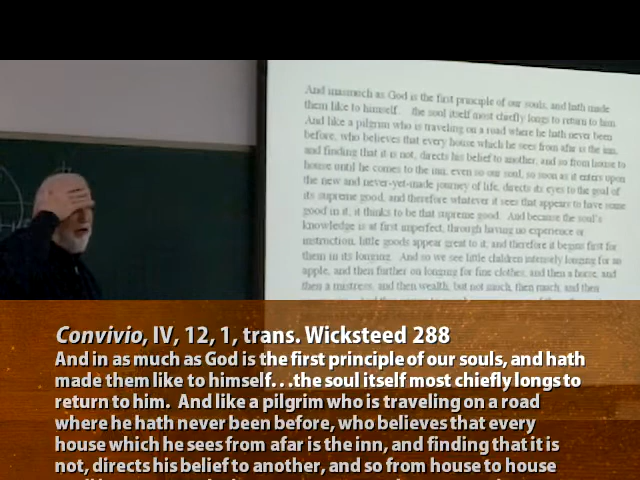 And inasmuch as God is the first principle of our souls, and hath made
them like to himself. the soul itself most chiefly longs to return to him.
And like a pilgrim who is traveling on a road where he hath never been
before, who believes that every house which he sees from afar is the inn,
and finding that it is not, directs his belief to another, and so from house to
house until he comes to the inn, even so our soul, so soon as it enters upon
the new and never-yet-made journey of life, directs its eyes to the goal of
its supreme good, and therefore whatever it sees that appears to have some
good in it, it thinks to be that supreme good. And because the soul's
knowledge is at first imperfect, through having no experience or
instruction, little goods appear great to it; and therefore it begins first for
them in its longing. And so we see little children intensely longing for an
apple, and then further on longing for fine clothes, and then a horse, and
then a mistress, and then wealth, but not much, then much, and then
Convivio, IV, 12, 1, trans. Wicksteed 288
And in as much as God is the first principle of our souls, and hath
made them like to himself...the soul itself most chiefly longs to
return to him. And like a pilgrim who is traveling on a road
where he hath never been before, who believes that every
house which he sees from afar is the inn, and finding that it is
not, directs his belief to another, and so from house to house